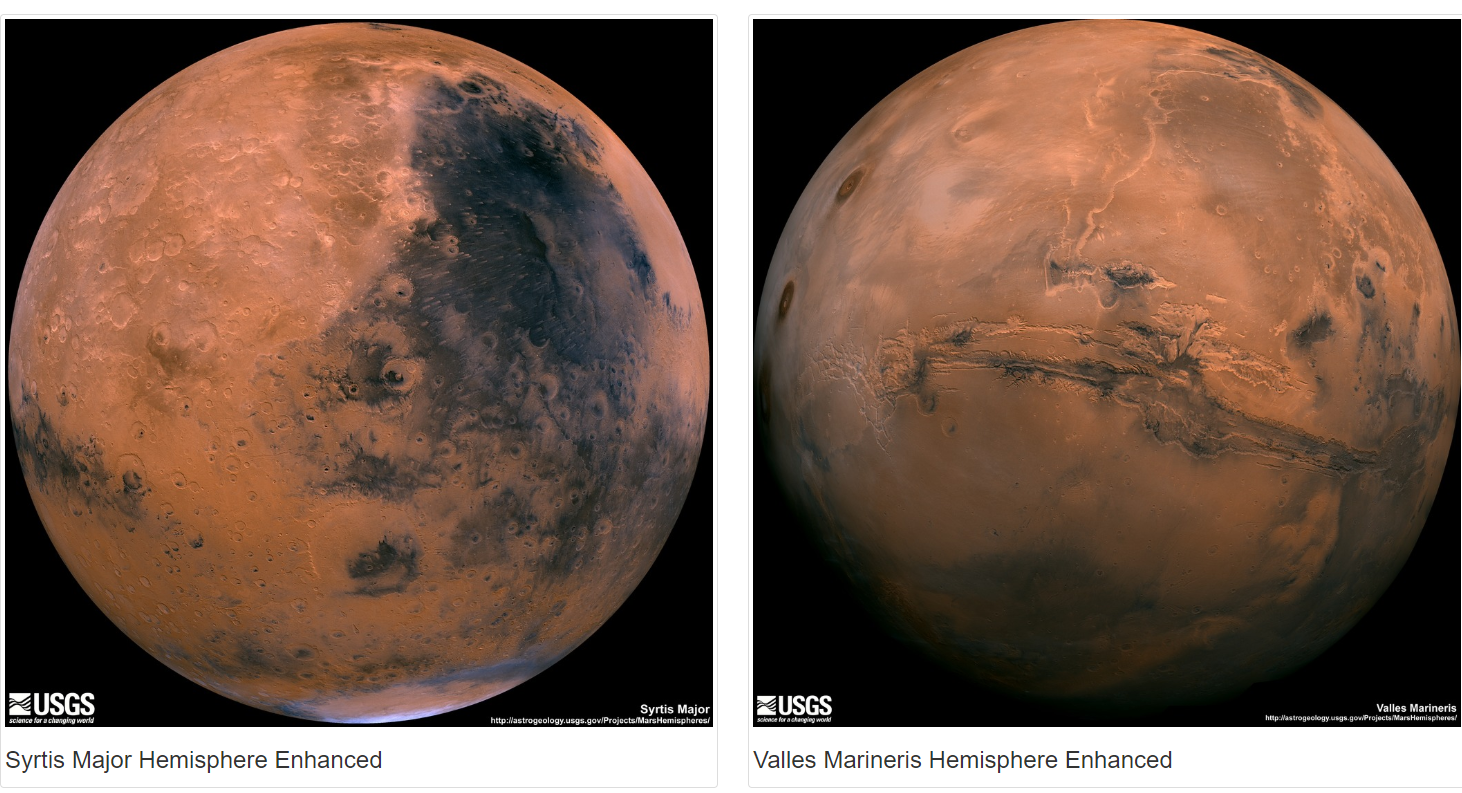 USGS
science for a changing world
Syrtis Major
http://astrogeology.usgs.gov/Projects/MarsHemispheres/
Syrtis Major Hemisphere Enhanced
USGS
science for a changing world
Valles Marineris
http://astrogeology.usgs.gov/Projects/MarsHemispheres/
Valles Marineris Hemisphere Enhanced